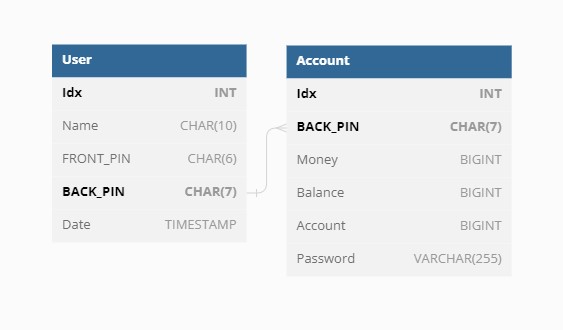 User
Idx INT
Name CHAR(10)
FRONT_PIN CHAR(6)
BACK_PIN CHAR(7)
Date TIMESTAMP
Account
Idx INT
BACK_PIN CHAR(7)
Money BIGINT
Balance BIGINT
Account BIGINT
Password VARCHAR(255)